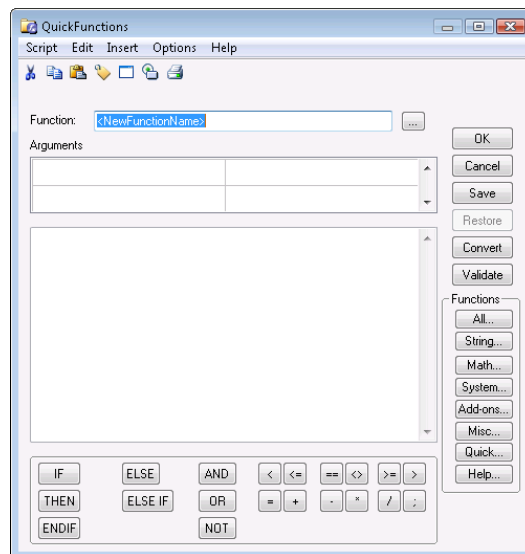 QuickFunctions
Script Edit Insert Options Help
Function: <NewFunctionName> ...
Arguments
OK
Cancel
Save
Restore
Convert
Validate
Functions
All...
String...
Math...
System...
Add-ons...
Misc...
Quick...
Help...
IF ELSE AND < <= == <> >= >
THEN ELSE IF OR = + - * / ;
ENDIF NOT